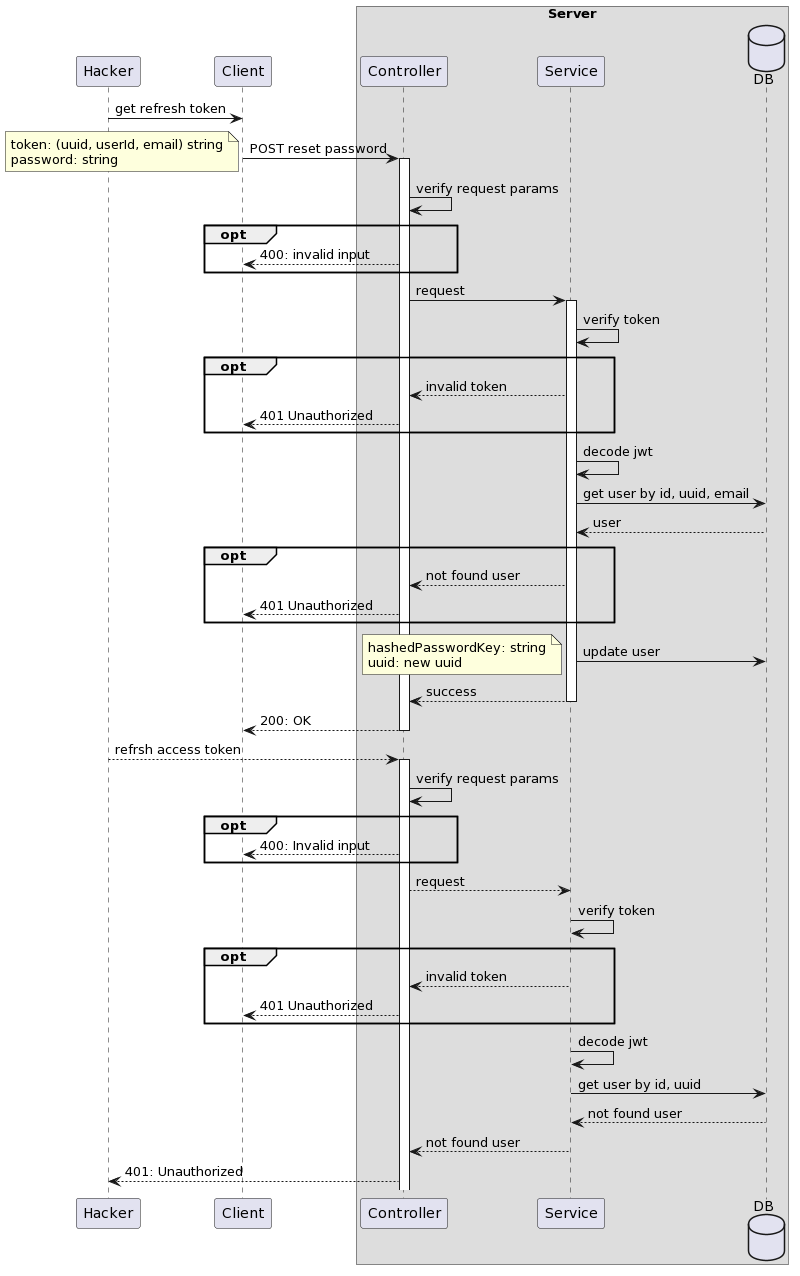 Server
Hacker
Client
Controller
Service
DB
get refresh token
token: (uuid, userId, email) string
password: string
POST reset password
verify request params
opt
400: invalid input
request
verify token
opt
invalid token
401 Unauthorized
decode jwt
get user by id, uuid, email
user
opt
not found user
401 Unauthorized
hashedPasswordKey: string
uuid: new uuid
update user
success
200: OK
refrsh access token
verify request params
opt
400: Invalid input
request
verify token
opt
invalid token
401 Unauthorized
decode jwt
get user by id, uuid
not found user
not found user
401: Unauthorized
Hacker
Client
Controller
Service
DB